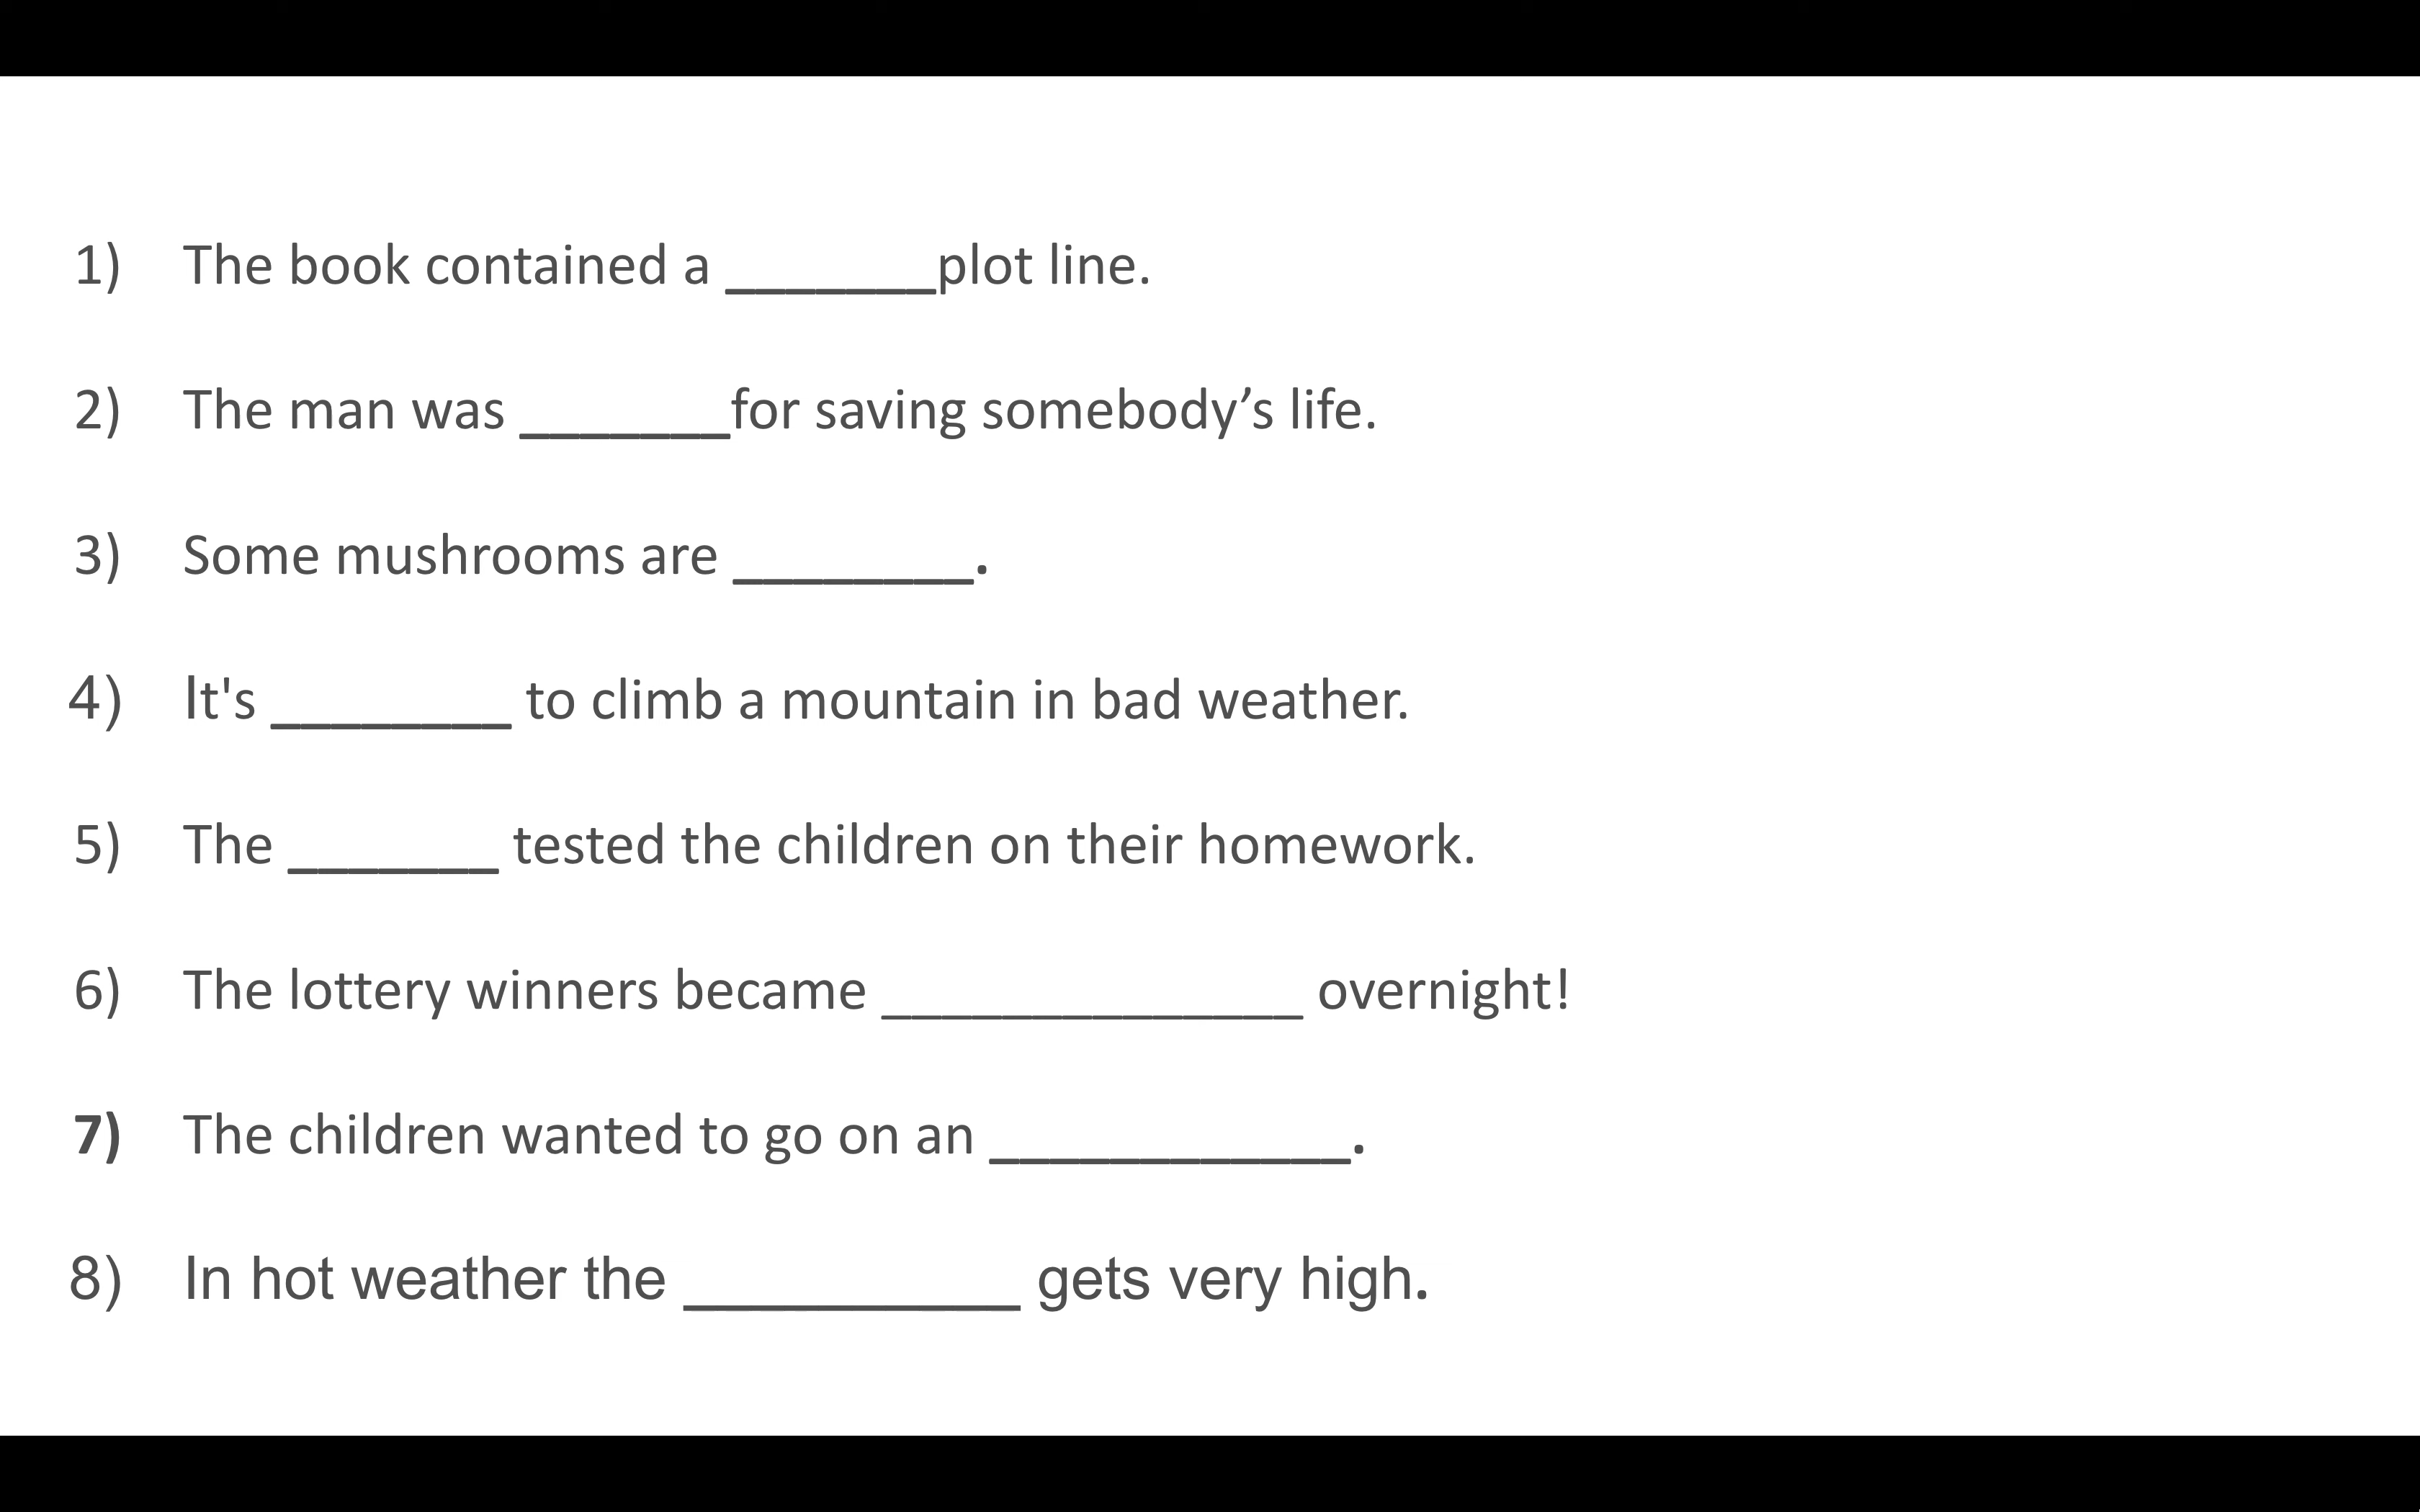 1) The book contained a _______plot line.
2) The man was _______for saving somebody’s life.
3) Some mushrooms are ________.
4) It's ________ to climb a mountain in bad weather.
5) The _______ tested the children on their homework.
6) The lottery winners became ______________ overnight!
7) The children wanted to go on an ____________.
8) In hot weather the ___________ gets very high.